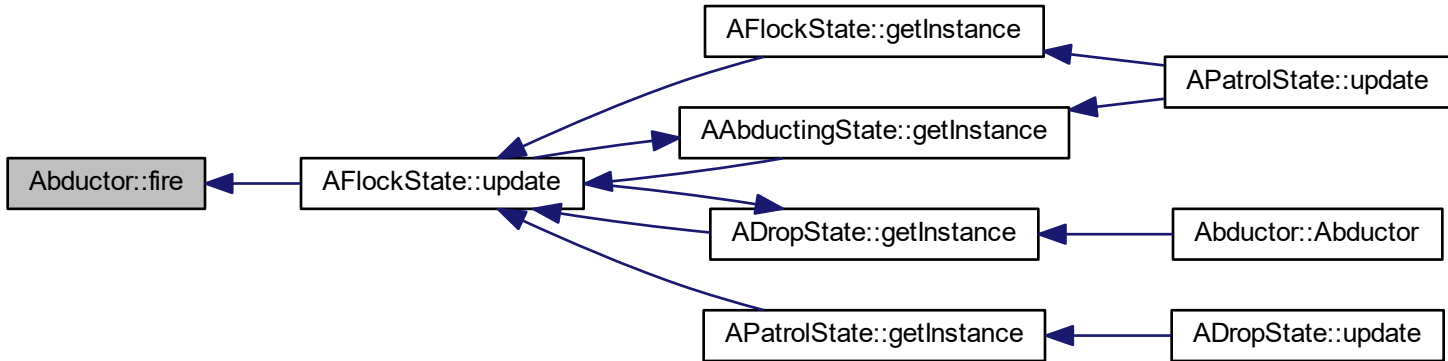 AFlockState::getInstance
APatrolState::update
AAbductingState::getInstance
Abductor::fire
AFlockState::update
ADropState::getInstance
Abductor::Abductor
APatrolState::getInstance
ADropState::update